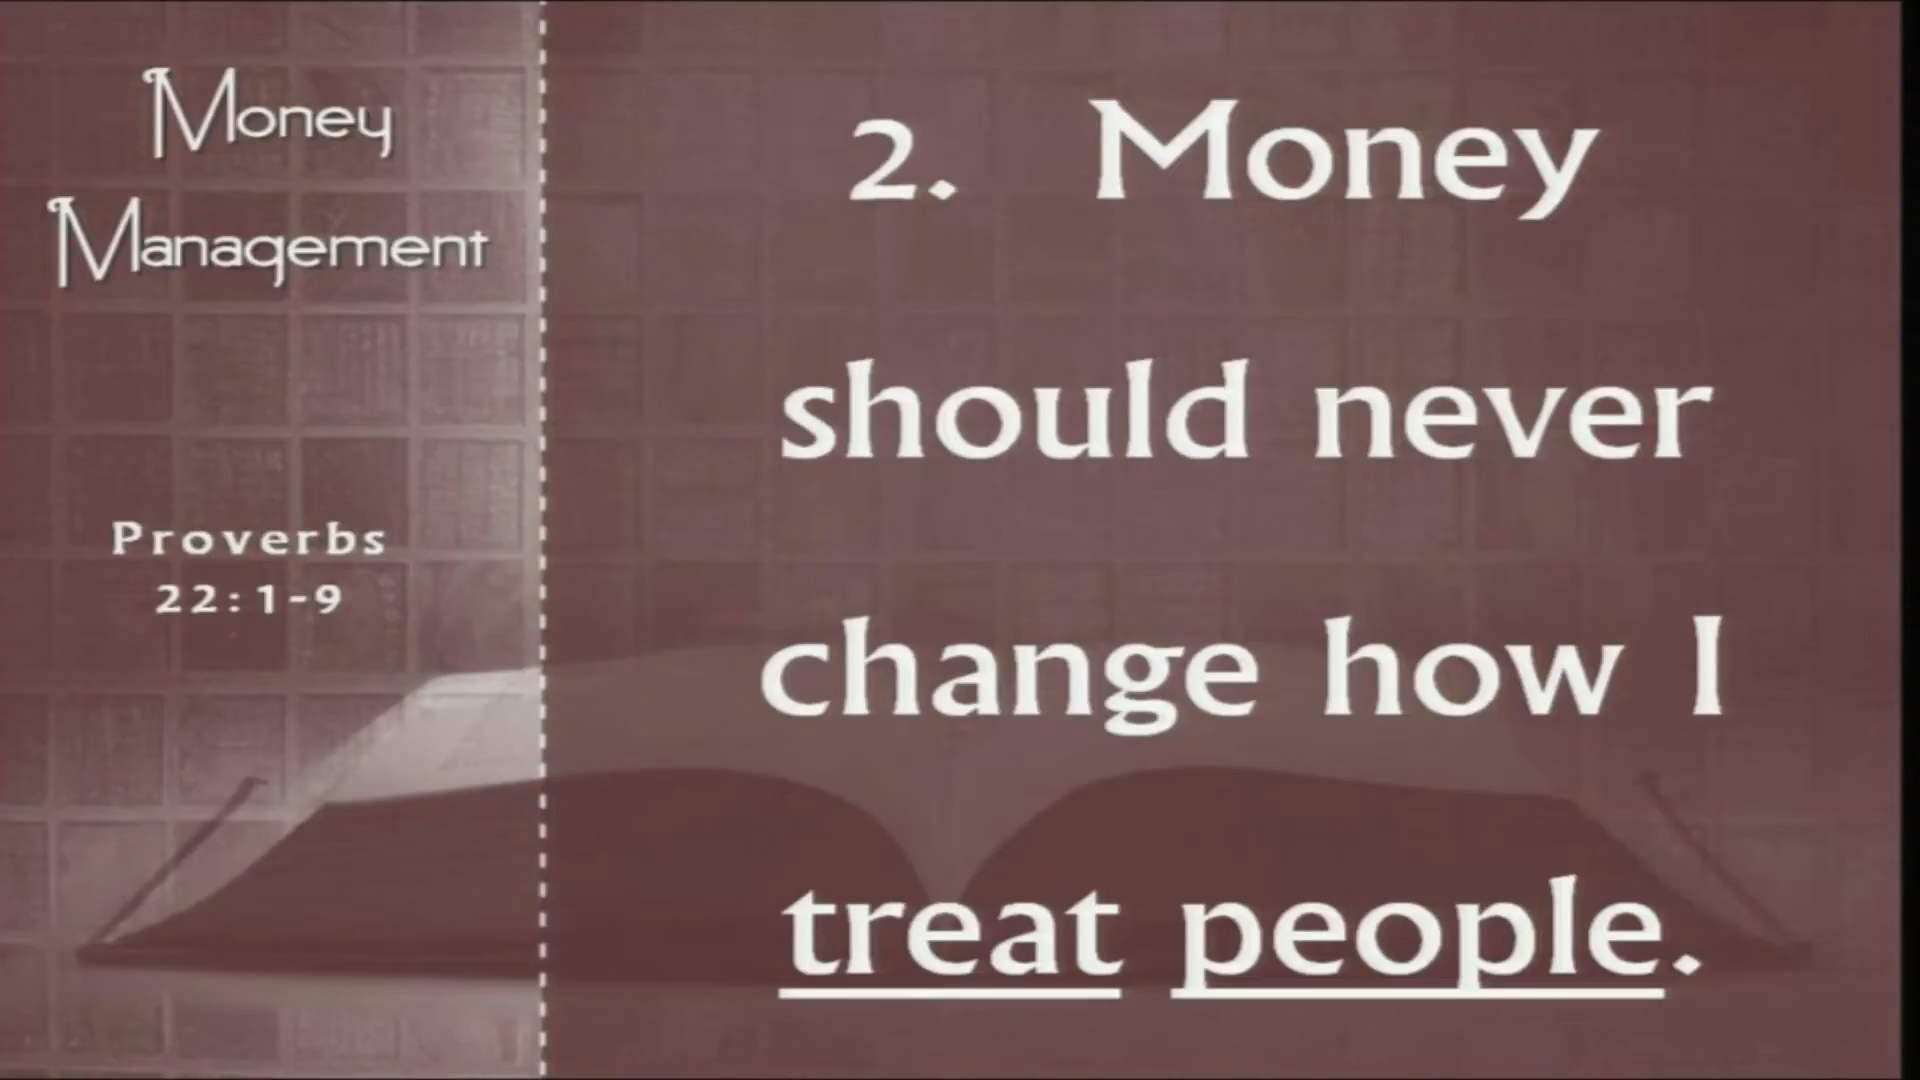 Money
Management
Proverbs
22:1-9
2. Money
should never
change how I
treat people.